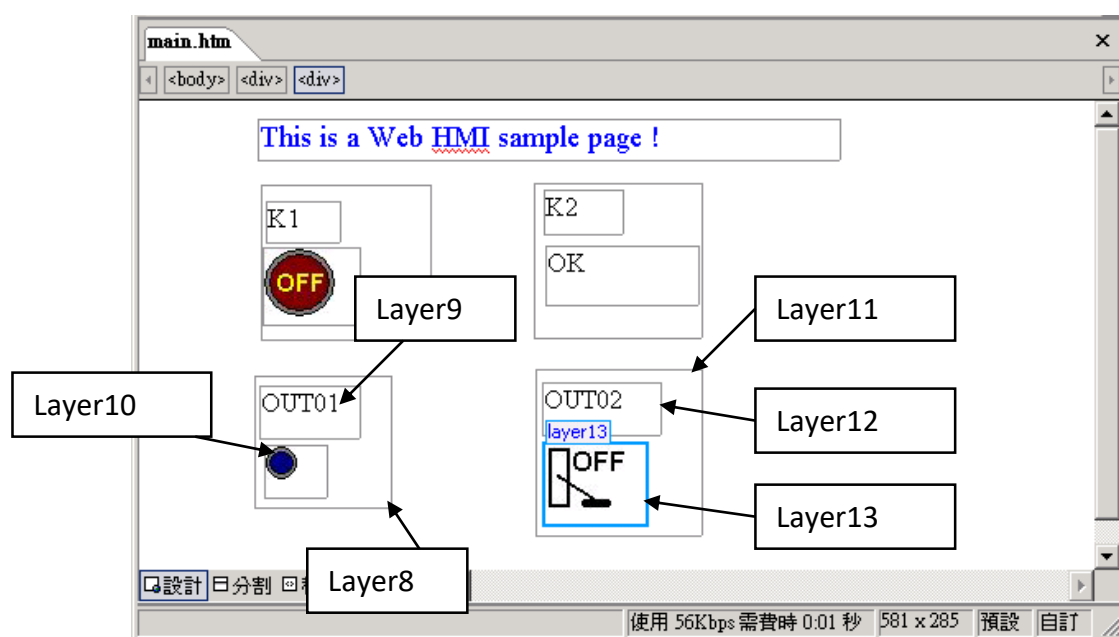 main.htm
<body> <div> <div>
This is a Web HMI sample page !
K1
K2
OFF
OK
Layer9
Layer11
Layer10
OUT01
OUT02
Layer12
layer13
OFF
Layer13
Layer8
設計 分割
使用 56Kbps 需費時 0:01 秒 581 x 285 預設 自訂